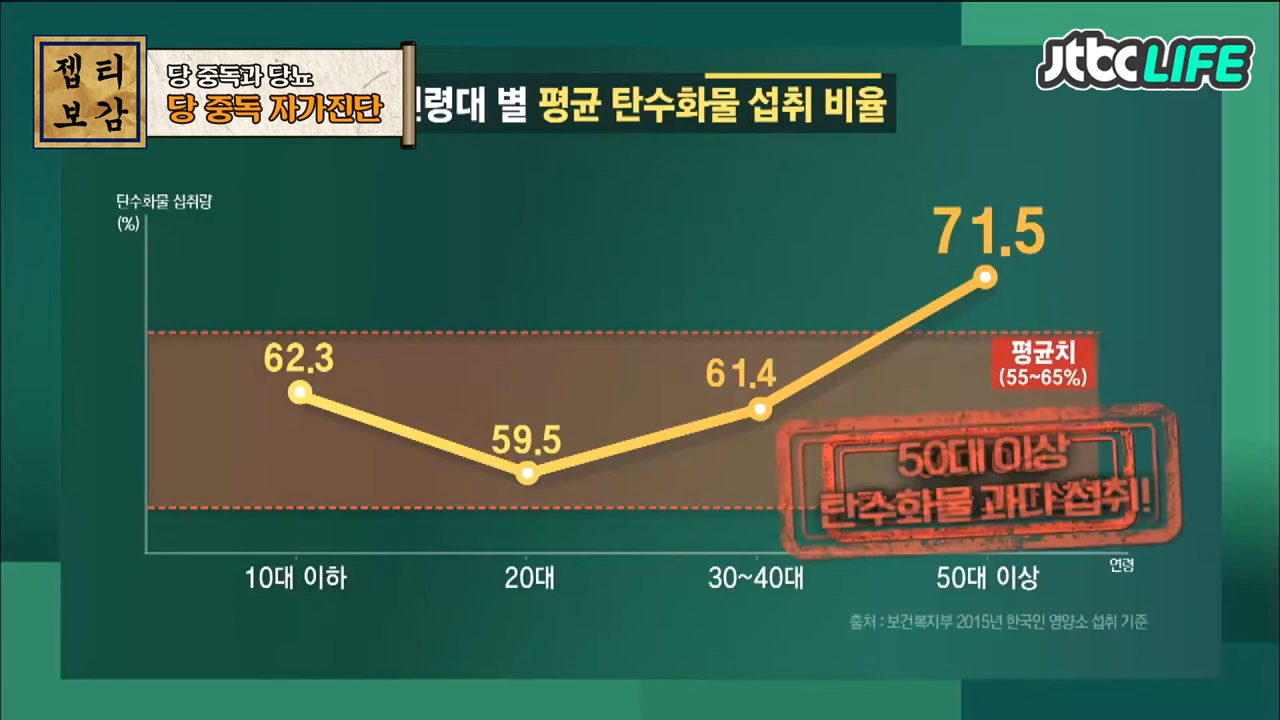 젭티
보감
당 중독과 당뇨
당 중독 자가진단
jtbc LIFE
연령대 별 평균 탄수화물 섭취 비율
탄수화물 섭취량
(%)
71.5
62.3
61.4
59.5
평균치
(55~65%)
50대 이상
탄수화물 과다 섭취!
10대 이하
20대
30~40대
50대 이상
연령
출처 : 보건복지부 2015년 한국인 영양소 섭취 기준